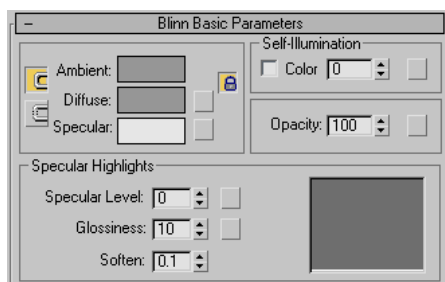 - Blinn Basic Parameters
Self-Illumination
Ambient:
Color 0
Diffuse:
Specular:
Opacity: 100
Specular Highlights
Specular Level: 0
Glossiness: 10
Soften: 0.1